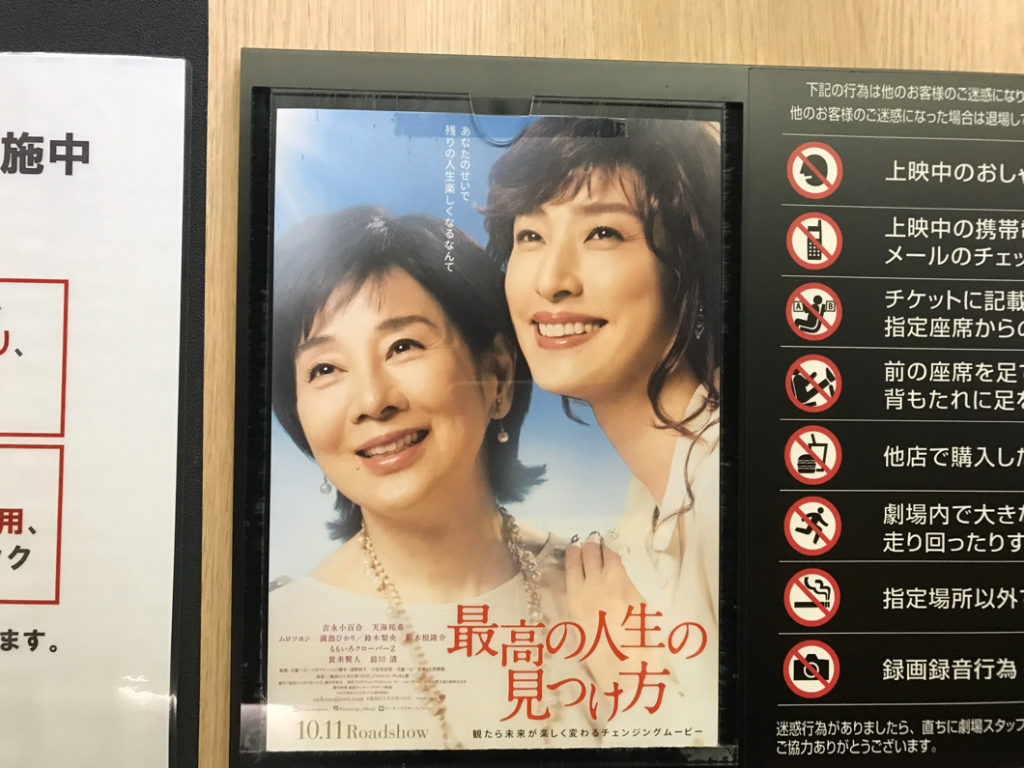 施中
り、
用、
ック
ます。
あなたのせいで
残りの人生楽しくなるなんて
吉永小百合 天海祐希
ムロツヨシ 満島ひかり/鈴木梨央 駒木根隆介
ももいろクローバーZ
賀来賢人 前川 清
最高の人生の
見つけ方
10.11 Roadshow
観たら未来が楽しく変わるチェンジングムービー
下記の行為は他のお客様のご迷惑になり
他のお客様のご迷惑になった場合は退場して
上映中のおしゃ
上映中の携帯電
メールのチェッ
チケットに記載
A B
指定座席からの
前の座席を足で
背もたれに足を
他店で購入した
劇場内で大きな
走り回ったりす
指定場所以外で
録画録音行為
迷惑行為がありましたら、直ちに劇場スタッフ
ご協力ありがとうございます。